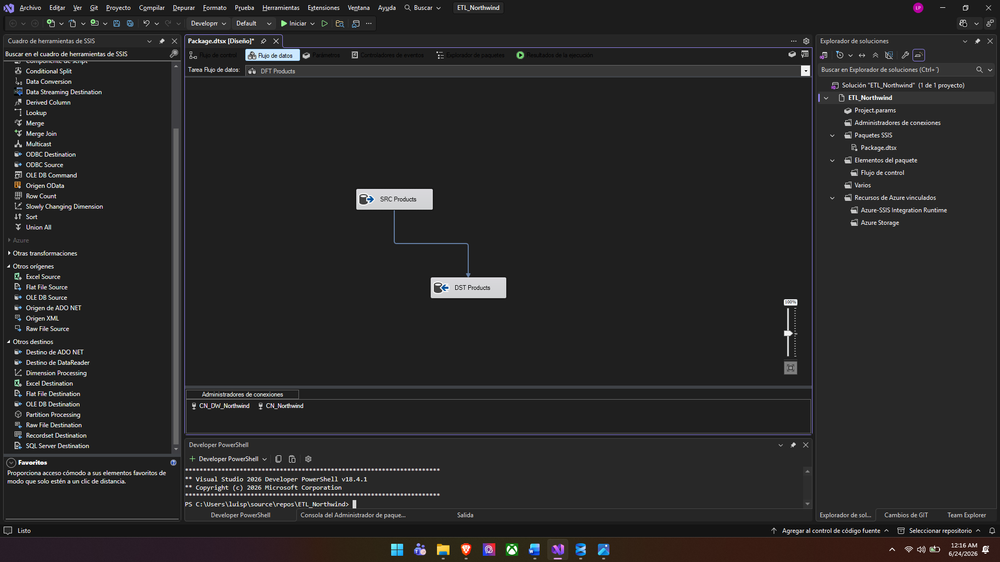 Archivo Editar Ver Git Proyecto Compilar Depurar Formato Prueba Herramientas Extensiones Ventana Ayuda Buscar ETL_Northwind LP
Developm Default Iniciar
Cuadro de herramientas de SSIS
Buscar en el cuadro de herramientas de SSIS
Componente de script
Conditional Split
Data Conversion
Data Streaming Destination
Derived Column
Lookup
Merge
Merge Join
Multicast
ODBC Destination
ODBC Source
OLE DB Command
Origen OData
Row Count
Slowly Changing Dimension
Sort
Union All
Azure
Otras transformaciones
Otros orígenes
Excel Source
Flat File Source
OLE DB Source
Origen de ADO NET
Origen XML
Raw File Source
Otros destinos
Destino de ADO NET
Destino de DataReader
Dimension Processing
Excel Destination
Flat File Destination
OLE DB Destination
Partition Processing
Raw File Destination
Recordset Destination
SQL Server Destination
Favoritos
Proporciona acceso cómodo a sus elementos favoritos de
modo que solo estén a un clic de distancia.
Package.dtsx [Diseño]*
Flujo de control Flujo de datos Parámetros Controladores de eventos Explorador de paquetes Resultados de la ejecución
Tarea Flujo de datos: DFT Products
SRC Products
DST Products
100%
Administradores de conexiones
CN_DW_Northwind CN_Northwind
Developer PowerShell
Developer PowerShell
**********************************************************************
** Visual Studio 2026 Developer PowerShell v18.4.1
** Copyright (c) 2026 Microsoft Corporation
**********************************************************************
PS C:\Users\luisp\source\repos\ETL_Northwind>
Developer PowerShell Consola del Administrador de paque... Salida
Explorador de soluciones
Buscar en Explorador de soluciones (Ctrl+´)
Solución "ETL_Northwind" (1 de 1 proyecto)
ETL_Northwind
Project.params
Administradores de conexiones
Paquetes SSIS
Package.dtsx
Elementos del paquete
Flujo de control
Varios
Recursos de Azure vinculados
Azure-SSIS Integration Runtime
Azure Storage
Explorador de sol... Cambios de GIT Team Explorer
Listo
Agregar al control de código fuente Seleccionar repositorio
12:16 AM
6/24/2026